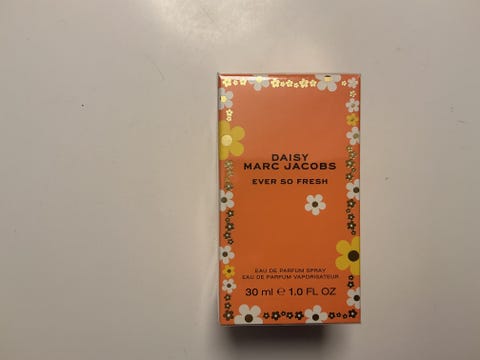 DAISY
MARC JACOBS
EVER SO FRESH
EAU DE PARFUM SPRAY
EAU DE PARFUM VAPORISATEUR
30 ml ℮ 1.0 FL OZ